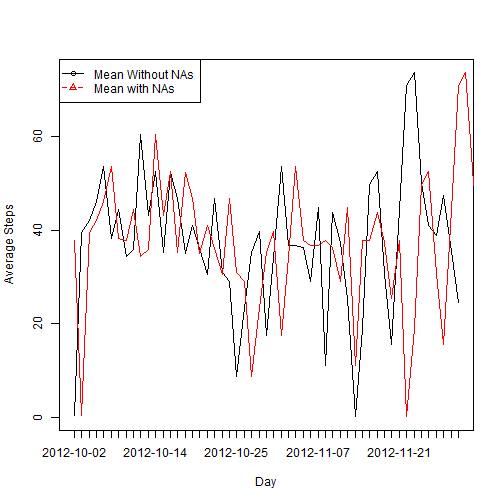 Mean Without NAs
Mean with NAs
Average Steps
60
40
20
0
2012-10-02
2012-10-14
2012-10-25
2012-11-07
2012-11-21
Day